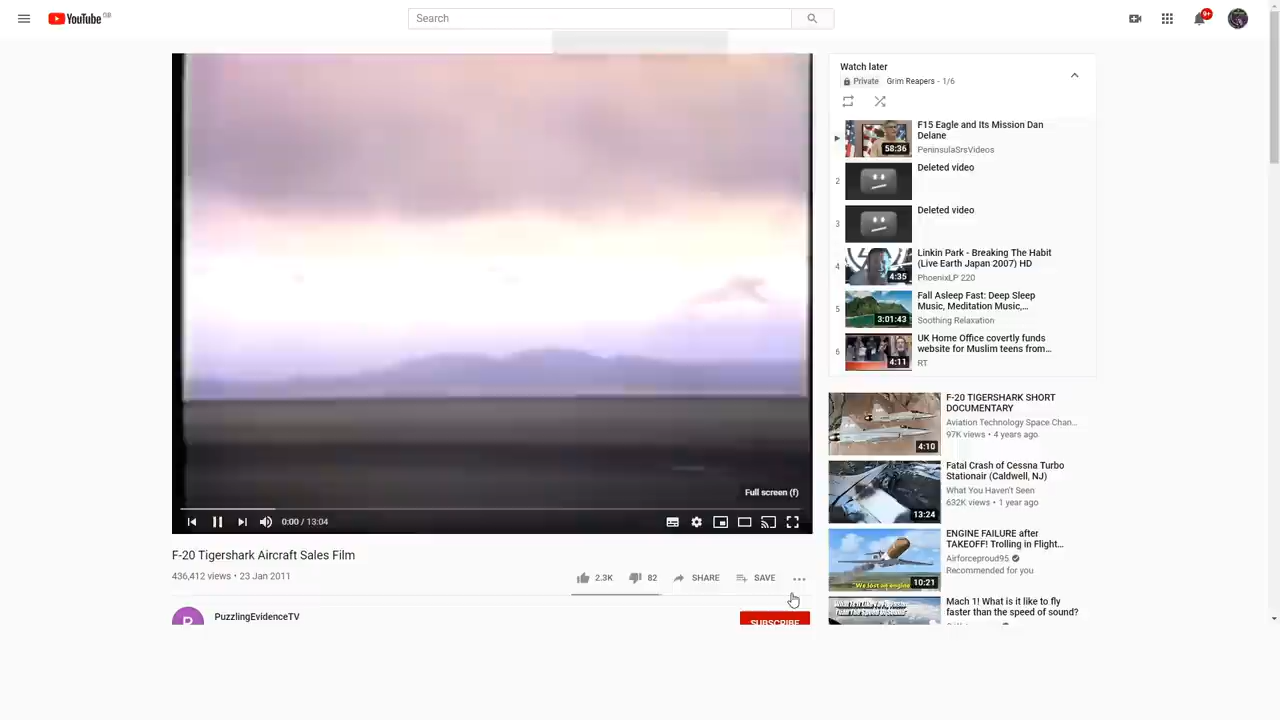 YouTube GB
Search
9+
Watch later
Private Grim Reapers - 1/6
F15 Eagle and Its Mission Dan
Delane
PeninsulaSrsVideos
58:36
2
Deleted video
3
Deleted video
4
Linkin Park - Breaking The Habit
(Live Earth Japan 2007) HD
PhoenixLP 220
4:35
5
Fall Asleep Fast: Deep Sleep
Music, Meditation Music,...
Soothing Relaxation
3:01:43
6
UK Home Office covertly funds
website for Muslim teens from...
RT
4:11
Full screen (f)
0:00 / 13:04
F-20 Tigershark Aircraft Sales Film
436,412 views • 23 Jan 2011
2.3K 82 SHARE SAVE
P
PuzzlingEvidenceTV
SUBSCRIBE
F-20 TIGERSHARK SHORT
DOCUMENTARY
Aviation Technology Space Chan...
97K views • 4 years ago
4:10
Fatal Crash of Cessna Turbo
Stationair (Caldwell, NJ)
What You Haven't Seen
632K views • 1 year ago
13:24
ENGINE FAILURE after
TAKEOFF! Trolling in Flight...
Airforceproud95
Recommended for you
"We lost an engine"
10:21
Mach 1! What is it like to fly
faster than the speed of sound?